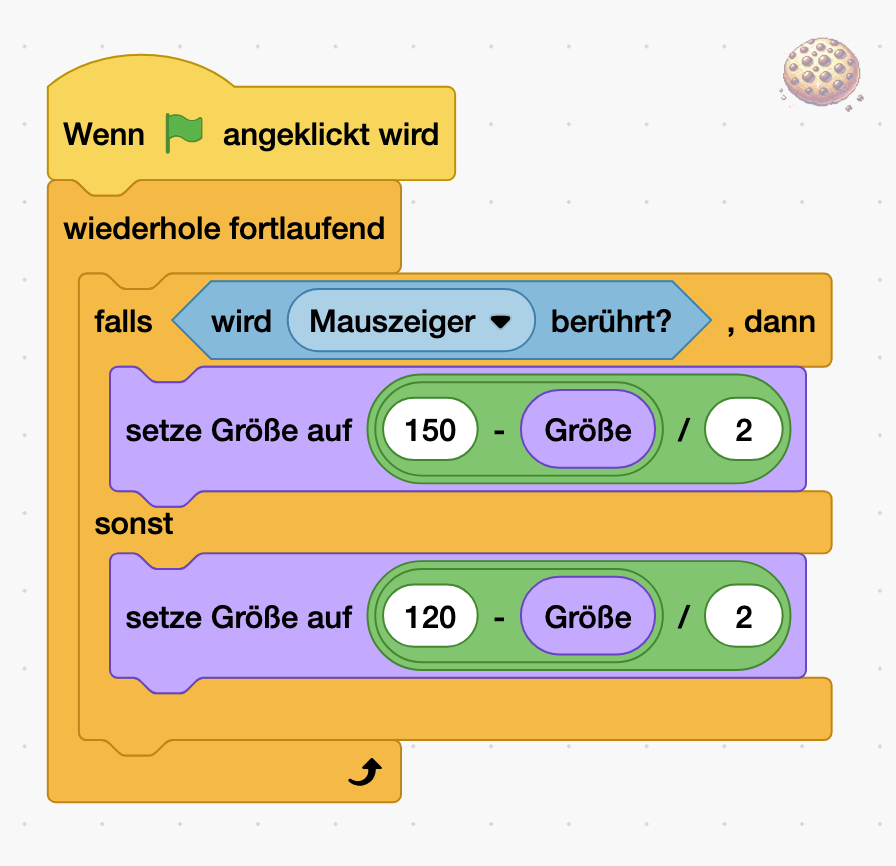 Wenn angeklickt wird
wiederhole fortlaufend
falls wird Mauszeiger berührt? , dann
setze Größe auf 150 - Größe / 2
sonst
setze Größe auf 120 - Größe / 2